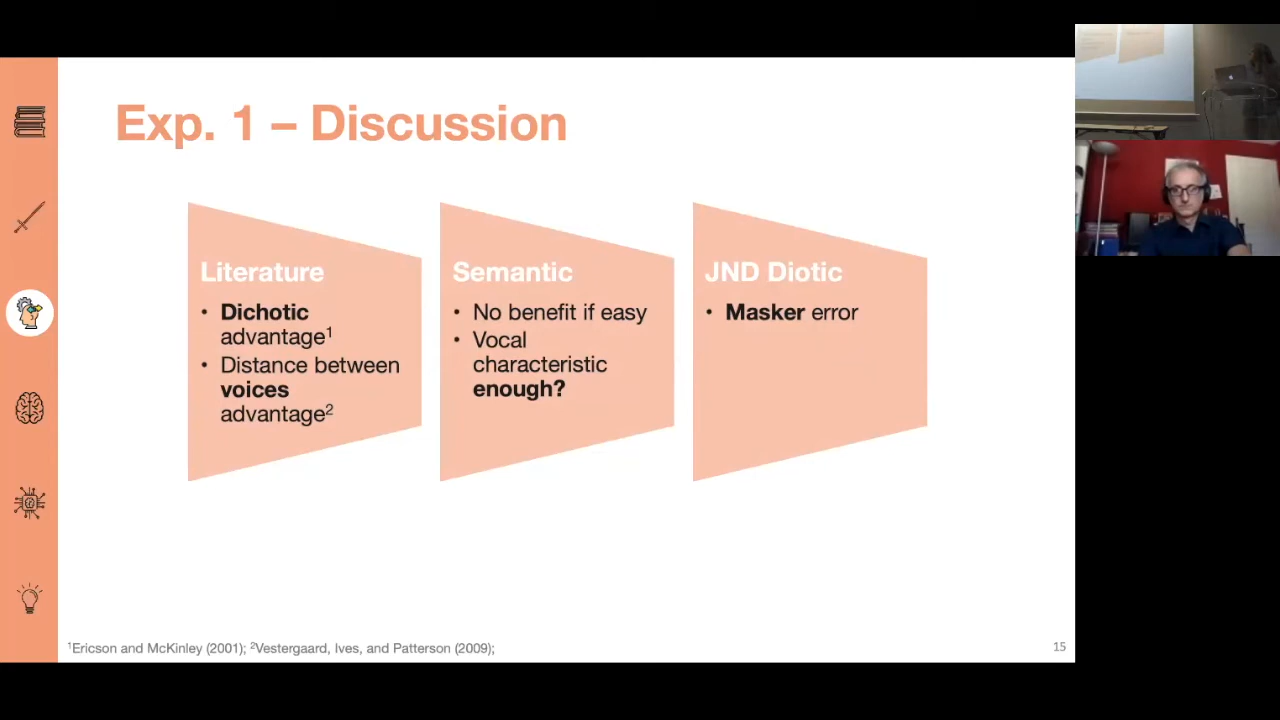 Exp. 1 – Discussion
Literature
• Dichotic
advantage¹
• Distance between
voices
advantage²
Semantic
• No benefit if easy
• Vocal
characteristic
enough?
JND Diotic
• Masker error
¹Ericson and McKinley (2001); ²Vestergaard, Ives, and Patterson (2009);
15